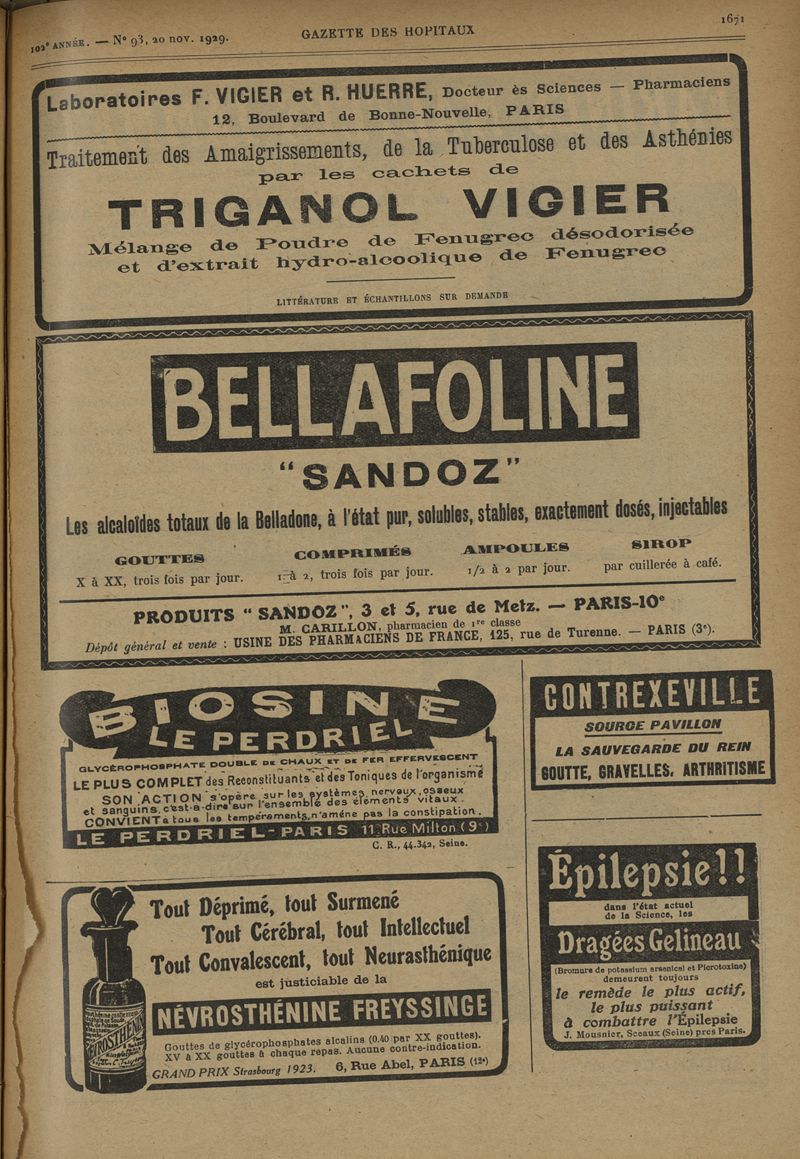 102e ANNÉE. — N° 93, 20 nov. 1929.
GAZETTE DES HOPITAUX
1671
Laboratoires F. VIGIER et R. HUERRE, Docteur ès Sciences — Pharmaciens
12, Boulevard de Bonne-Nouvelle, PARIS
Traitement des Amaigrissements, de la Tuberculose et des Asthénies
par les cachets de
TRIGANOL VIGIER
Mélange de Poudre de Fenugrec désodorisée
et d'extrait hydro-alcoolique de Fenugrec
LITTÉRATURE ET ÉCHANTILLONS SUR DEMANDE
BELLAFOLINE
"SANDOZ"
Les alcaloïdes totaux de la Belladone, à l'état pur, solubles, stables, exactement dosés, injectables
GOUTTES
X à XX, trois fois par jour.
COMPRIMÉS
1 à 2, trois fois par jour.
AMPOULES
1/2 à 2 par jour.
SIROP
par cuillerée à café.
PRODUITS "SANDOZ", 3 et 5, rue de Metz. — PARIS-10e
M. CARILLON, pharmacien de 1re classe
Dépôt général et vente : USINE DES PHARMACIENS DE FRANCE, 125, rue de Turenne. — PARIS (3e).
BIOSINE
LE PERDRIEL
GLYCÉROPHOSPHATE DOUBLE DE CHAUX ET DE FER EFFERVESCENT
LE PLUS COMPLET des Reconstituants et des Toniques de l'organisme
SON ACTION s'opère sur les systèmes nerveux, osseux
et sanguins, c'est-à-dire sur l'ensemble des éléments vitaux.
CONVIENT à tous les tempéraments, n'amène pas la constipation.
LE PERDRIEL - PARIS 11, Rue Milton (9e)
C. R., 44.342, Seine.
CONTREXEVILLE
SOURCE PAVILLON
LA SAUVEGARDE DU REIN
GOUTTE, GRAVELLES, ARTHRITISME
Tout Déprimé, tout Surmené
Tout Cérébral, tout Intellectuel
Tout Convalescent, tout Neurasthénique
est justiciable de la
NÉVROSTHÉNINE FREYSSINGE
Gouttes de glycérophosphates alcalins (0.40 par XX gouttes).
XV à XX gouttes à chaque repas. Aucune contre-indication.
GRAND PRIX Strasbourg 1923. 6, Rue Abel, PARIS (12e)
Épilepsie!!
dans l'état actuel
de la Science, les
Dragées Gelineau
(Bromure de potassium arsenical et Picrotoxine)
demeurent toujours
le remède le plus actif,
le plus puissant
à combattre l'Épilepsie
J. Mousnier, Sceaux (Seine) près Paris.